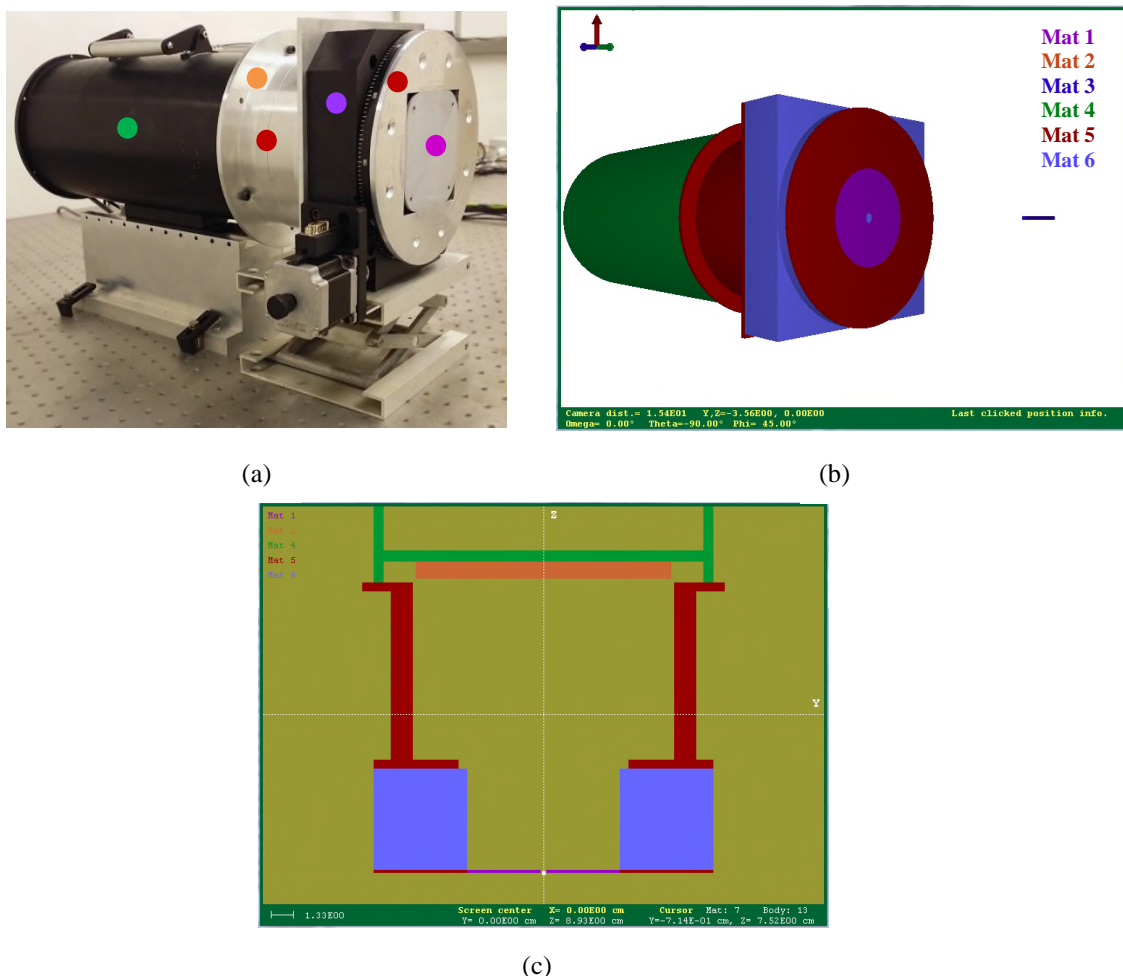 Mat 1
Mat 2
Mat 3
Mat 4
Mat 5
Mat 6
Camera dist.= 1.54E01 Y,Z=-3.56E00, 0.00E00 Last clicked position info.
Omega= 0.00° Theta=-90.00° Phi= 45.00°
(a)
(b)
Mat 1
Mat 2
Mat 4
Mat 5
Mat 6
Z
Y
1.33E00
Screen center X= 0.00E00 cm Cursor Mat: 7 Body: 13
Y= 0.00E00 cm Z= 8.93E00 cm Y=-7.14E-01 cm, Z= 7.52E00 cm
(c)